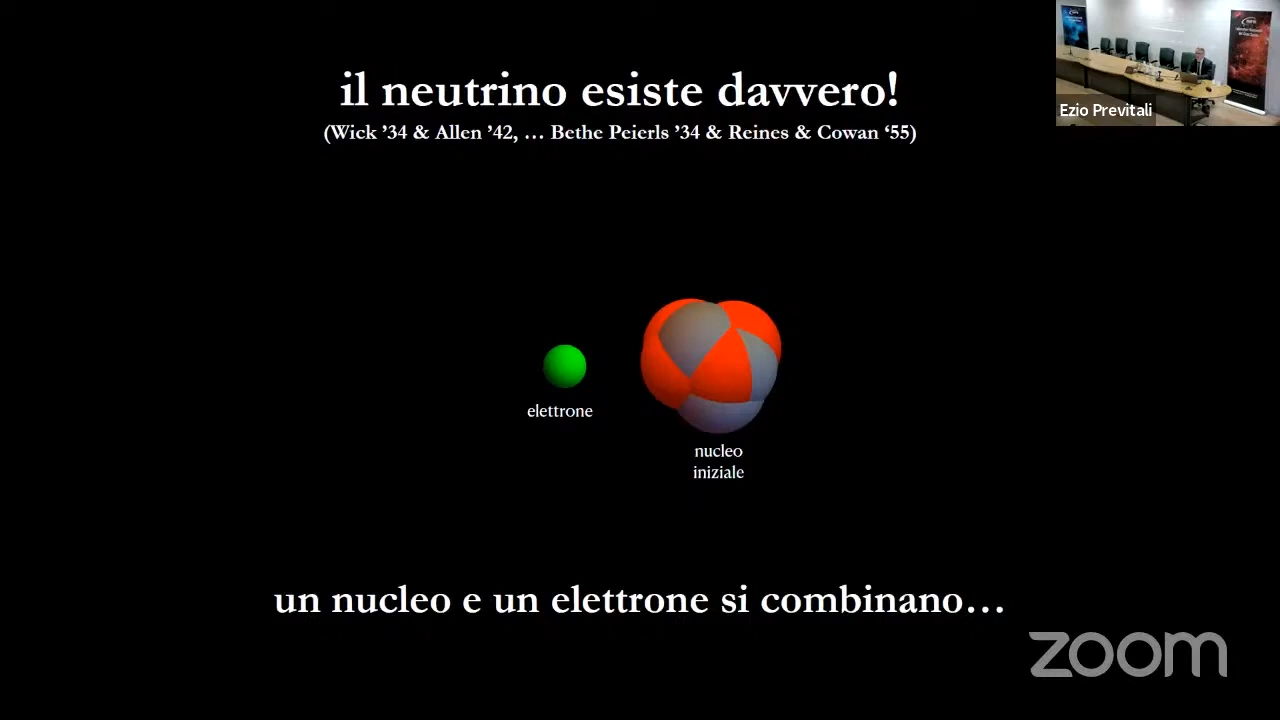 il neutrino esiste davvero!
(Wick ’34 & Allen ’42, … Bethe Peierls ’34 & Reines & Cowan ‘55)
Ezio Previtali
elettrone
nucleo
iniziale
un nucleo e un elettrone si combinano…
zoom